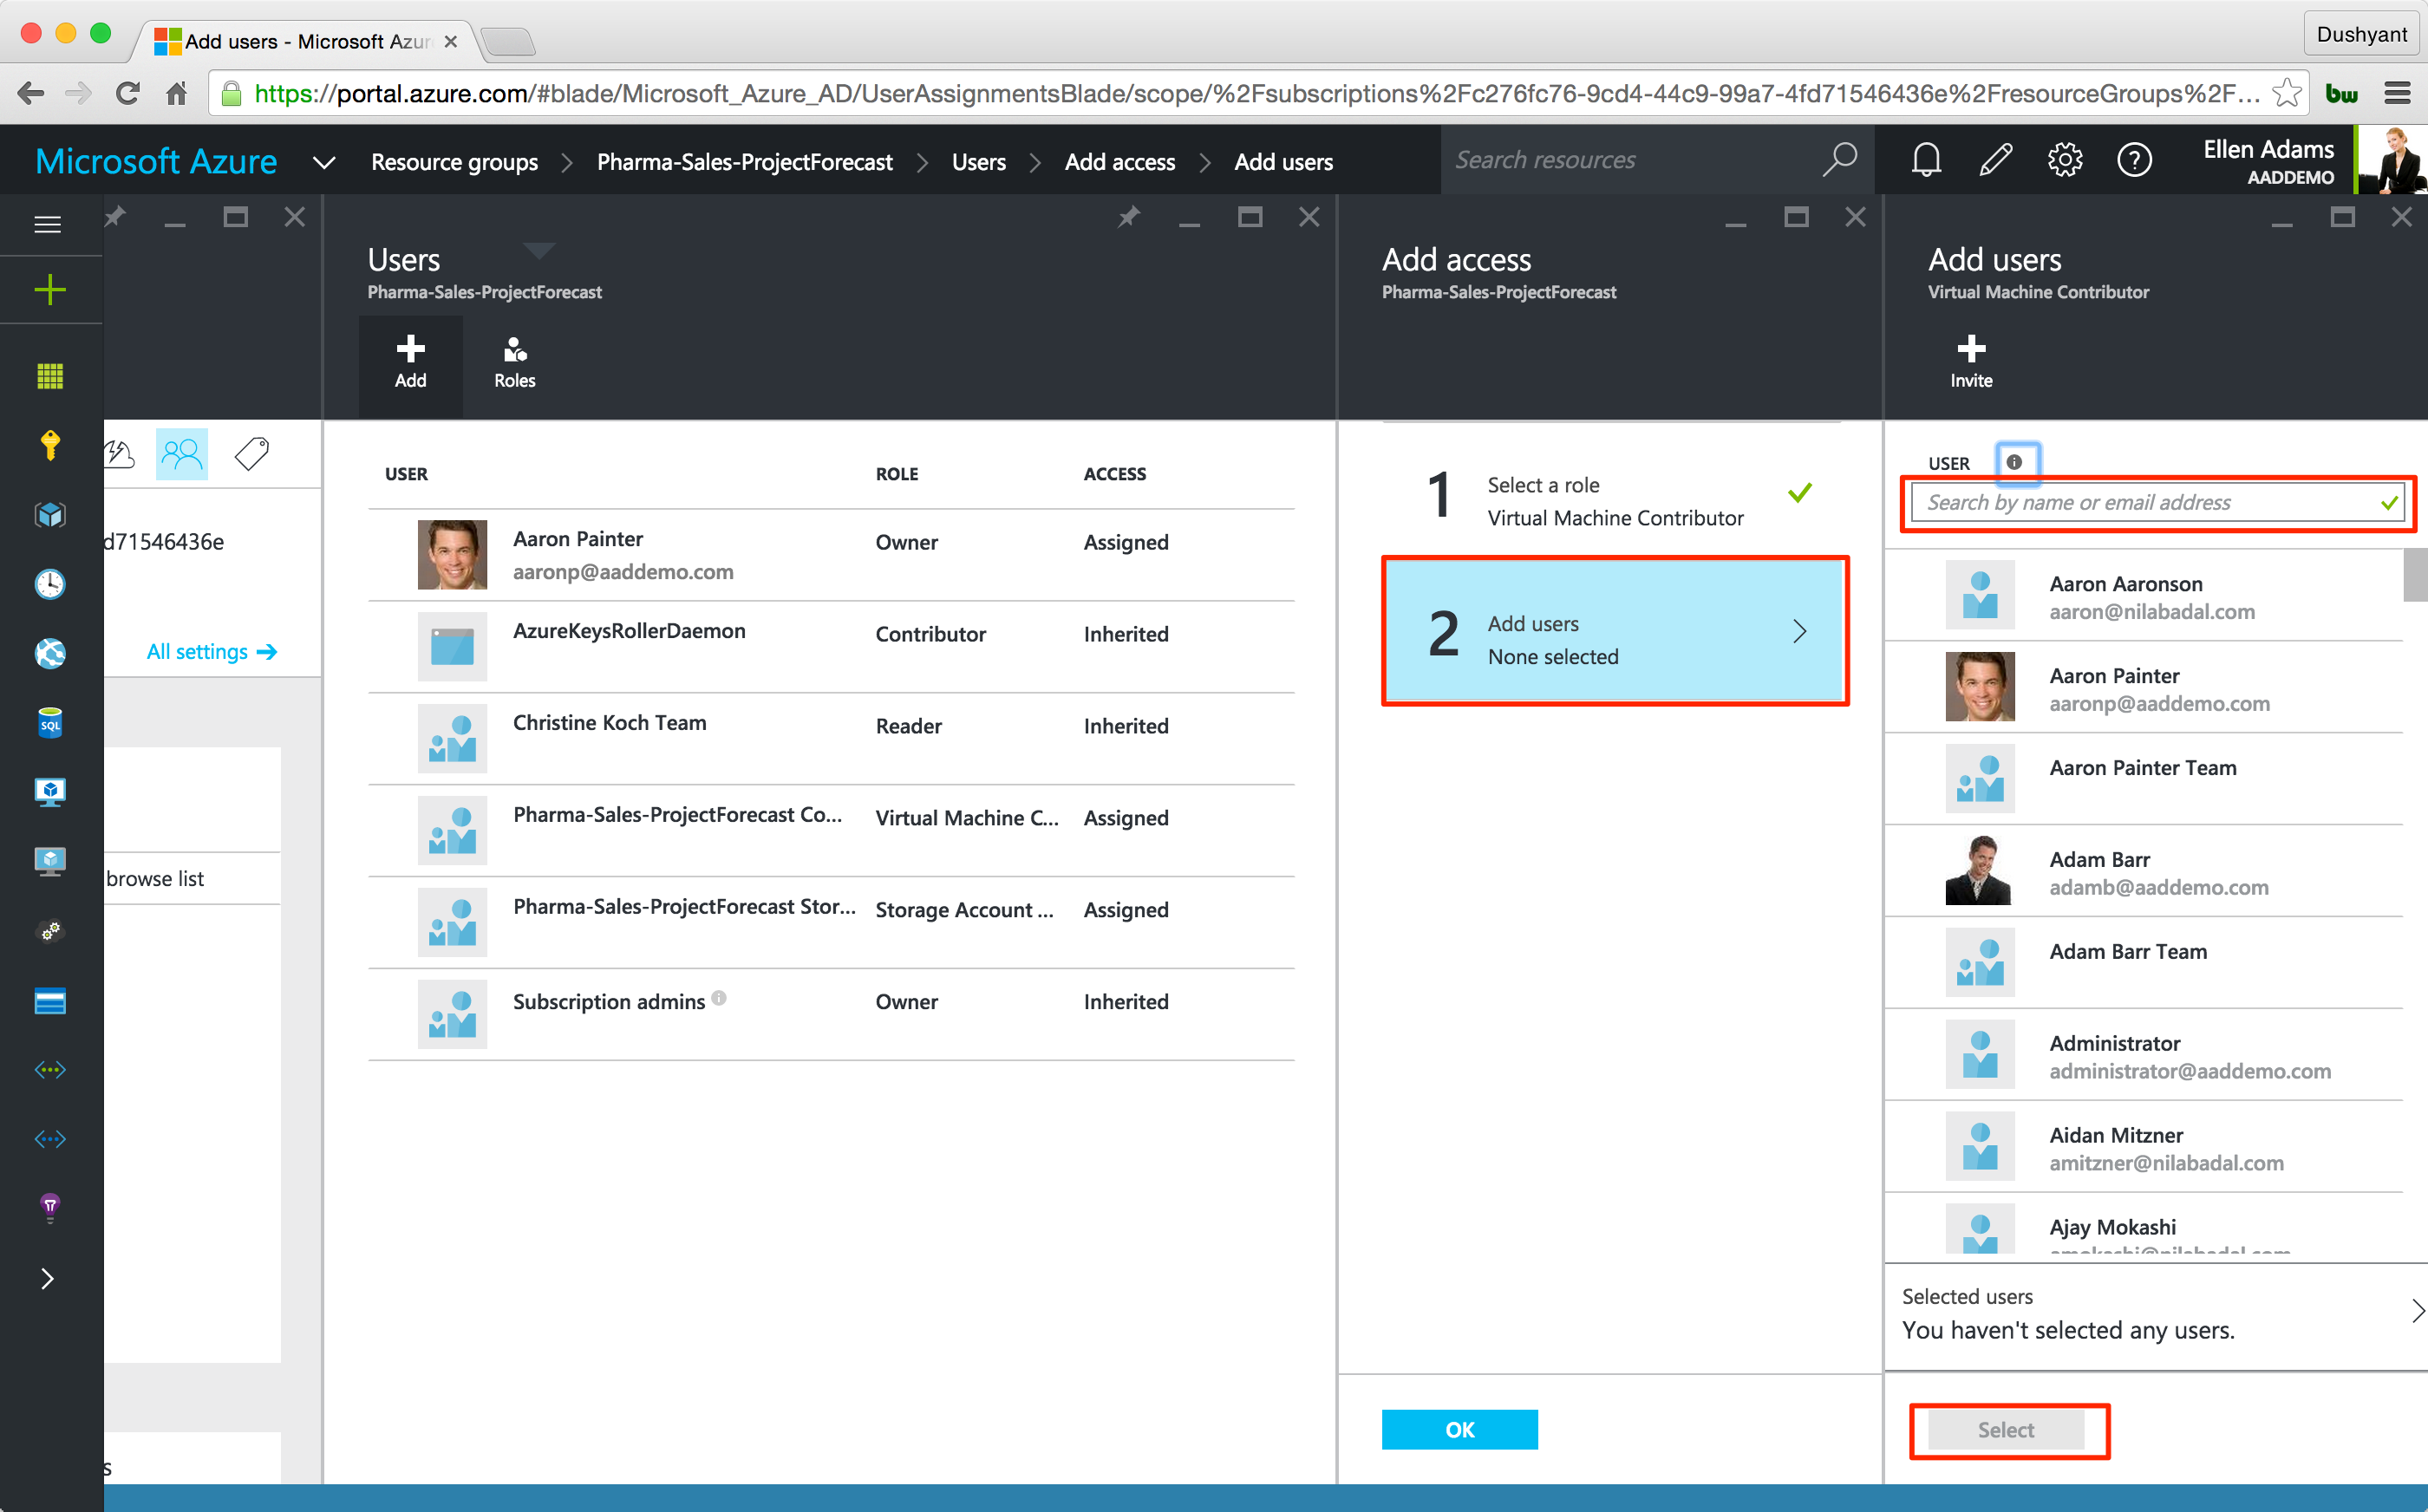 Add users - Microsoft Azur
Dushyant
https://portal.azure.com/#blade/Microsoft_Azure_AD/UserAssignmentsBlade/scope/%2Fsubscriptions%2Fc276fc76-9cd4-44c9-99a7-4fd71546436e%2FresourceGroups%2F...
bw
Microsoft Azure
Resource groups > Pharma-Sales-ProjectForecast > Users > Add access > Add users
Search resources
Ellen Adams
AADDEMO
SQL
d71546436e
All settings
browse list
s
Users
Pharma-Sales-ProjectForecast
Add
Roles
USER ROLE ACCESS
Aaron Painter Owner Assigned
aaronp@aaddemo.com
AzureKeysRollerDaemon Contributor Inherited
Christine Koch Team Reader Inherited
Pharma-Sales-ProjectForecast Co... Virtual Machine C... Assigned
Pharma-Sales-ProjectForecast Stor... Storage Account ... Assigned
Subscription admins Owner Inherited
Add access
Pharma-Sales-ProjectForecast
1 Select a role
Virtual Machine Contributor
2 Add users
None selected
OK
Add users
Virtual Machine Contributor
Invite
USER
Search by name or email address
Aaron Aaronson
aaron@nilabadal.com
Aaron Painter
aaronp@aaddemo.com
Aaron Painter Team
Adam Barr
adamb@aaddemo.com
Adam Barr Team
Administrator
administrator@aaddemo.com
Aidan Mitzner
amitzner@nilabadal.com
Ajay Mokashi
amokashi@nilabadal.com
Selected users
You haven't selected any users.
Select